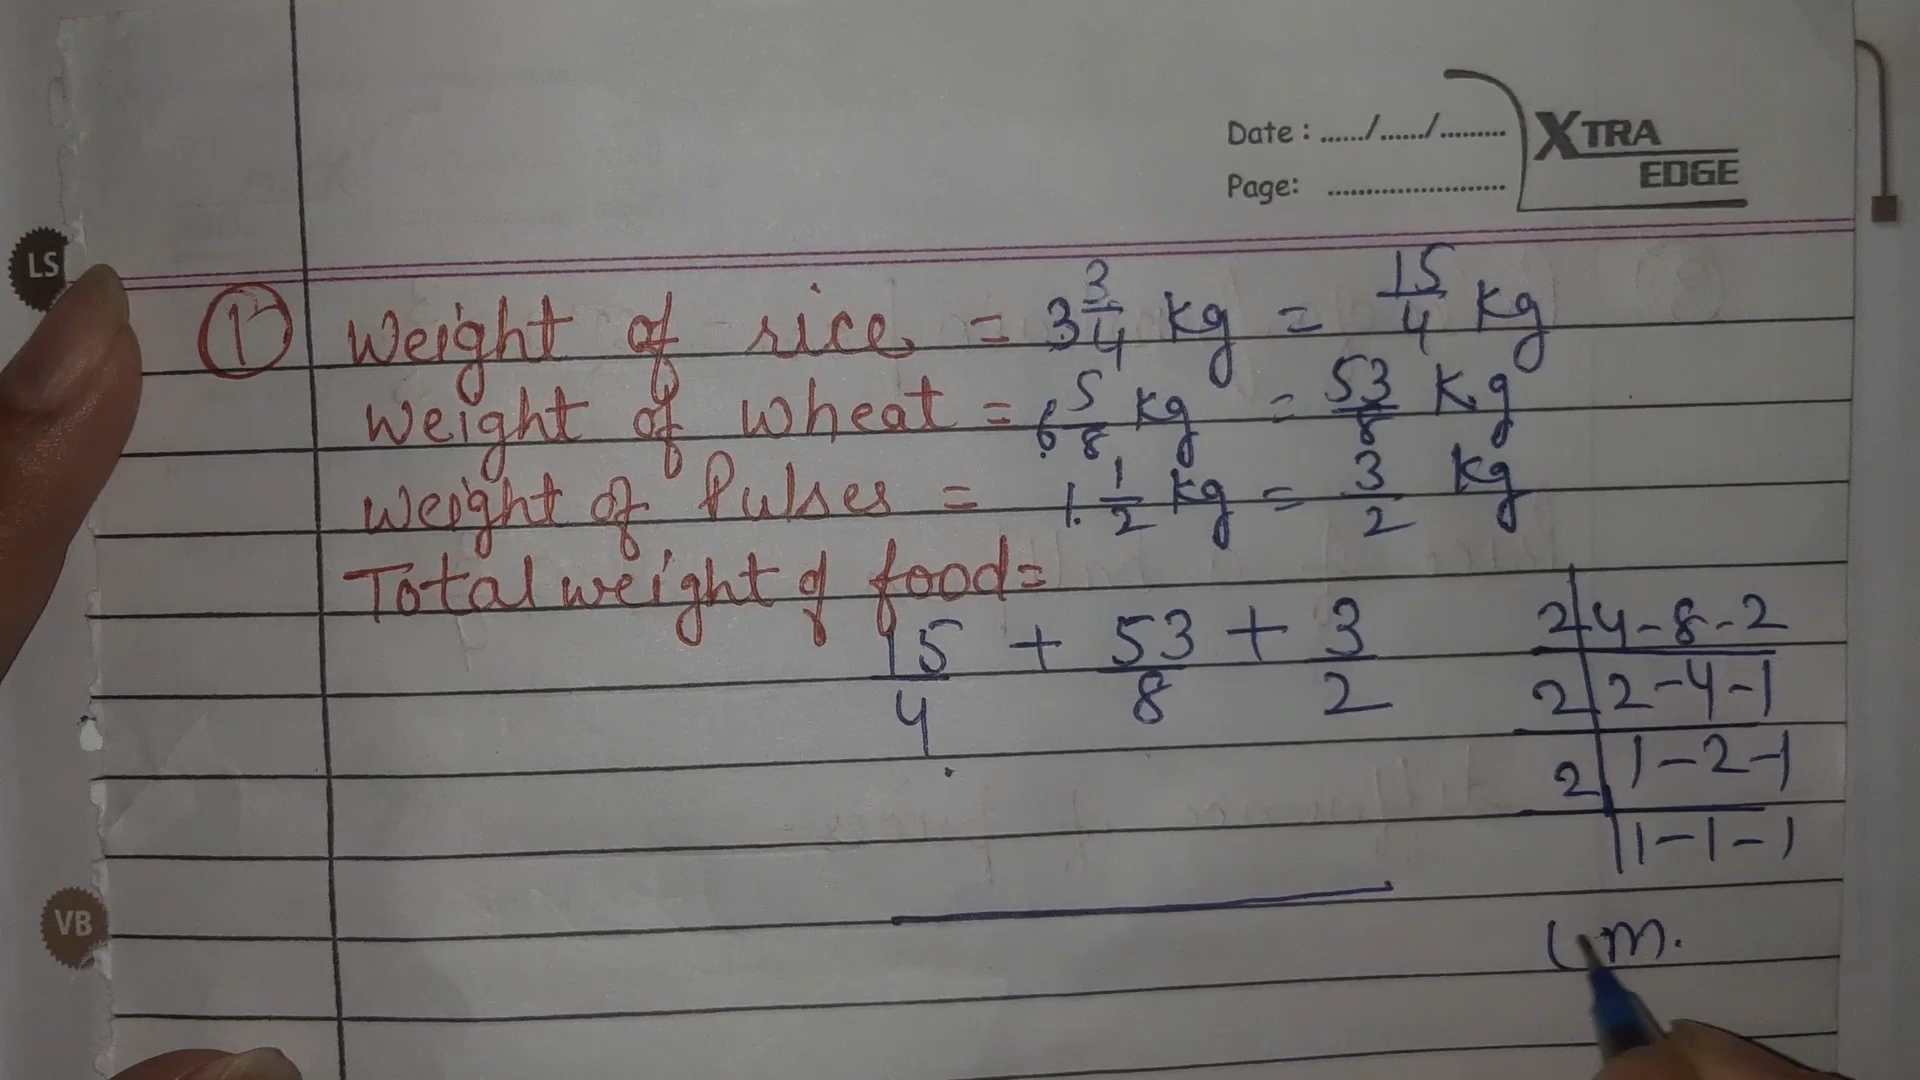 Date : ....../....../.........
XTRA
EDGE
Page: ........................
LS
1 Weight of rice = 3 3/4 kg = 15/4 kg
Weight of wheat = 6 5/8 kg = 53/8 Kg
Weight of Pulses = 1 1/2 kg = 3/2 kg
Total weight of food =
15/4 + 53/8 + 3/2
2 | 4 - 8 - 2
2 | 2 - 4 - 1
2 | 1 - 2 - 1
| 1 - 1 - 1
VB